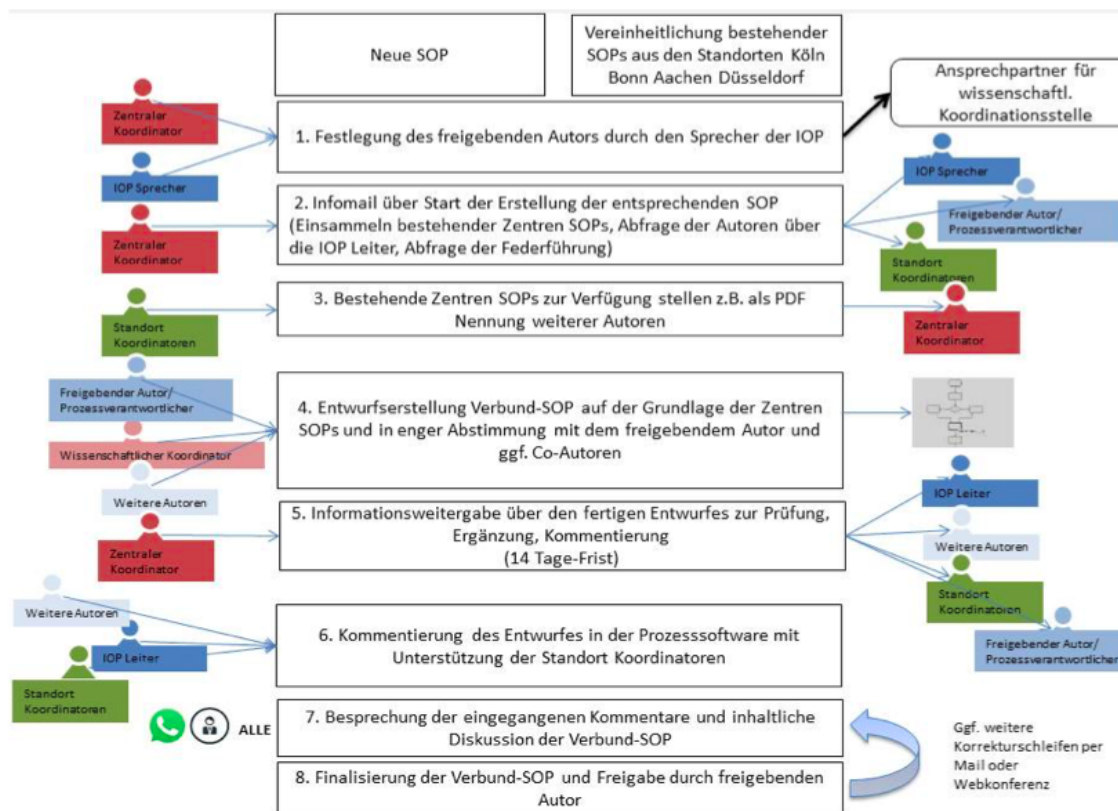 Neue SOP
Vereinheitlichung bestehender
SOPs aus den Standorten Köln
Bonn Aachen Düsseldorf
Ansprechpartner für
wissenschaftl.
Koordinationsstelle
Zentraler
Koordinator
IOP Sprecher
1. Festlegung des freigebenden Autors durch den Sprecher der IOP
Zentraler
Koordinator
2. Infomail über Start der Erstellung der entsprechenden SOP
(Einsammeln bestehender Zentren SOPs, Abfrage der Autoren über
die IOP Leiter, Abfrage der Federführung)
IOP Sprecher
Freigebender Autor/
Prozessverantwortlicher
Standort
Koordinatoren
Standort
Koordinatoren
3. Bestehende Zentren SOPs zur Verfügung stellen z.B. als PDF
Nennung weiterer Autoren
Zentraler
Koordinator
Freigebender Autor/
Prozessverantwortlicher
Wissenschaftlicher Koordinator
Weitere Autoren
4. Entwurfserstellung Verbund-SOP auf der Grundlage der Zentren
SOPs und in enger Abstimmung mit dem freigebendem Autor und
ggf. Co-Autoren
Zentraler
Koordinator
5. Informationsweitergabe über den fertigen Entwurfes zur Prüfung,
Ergänzung, Kommentierung
(14 Tage-Frist)
IOP Leiter
Weitere Autoren
Standort
Koordinatoren
Freigebender Autor/
Prozessverantwortlicher
Weitere Autoren
IOP Leiter
Standort
Koordinatoren
6. Kommentierung des Entwurfes in der Prozesssoftware mit
Unterstützung der Standort Koordinatoren
ALLE
7. Besprechung der eingegangenen Kommentare und inhaltliche
Diskussion der Verbund-SOP
8. Finalisierung der Verbund-SOP und Freigabe durch freigebenden
Autor
Ggf. weitere
Korrekturschleifen per
Mail oder
Webkonferenz